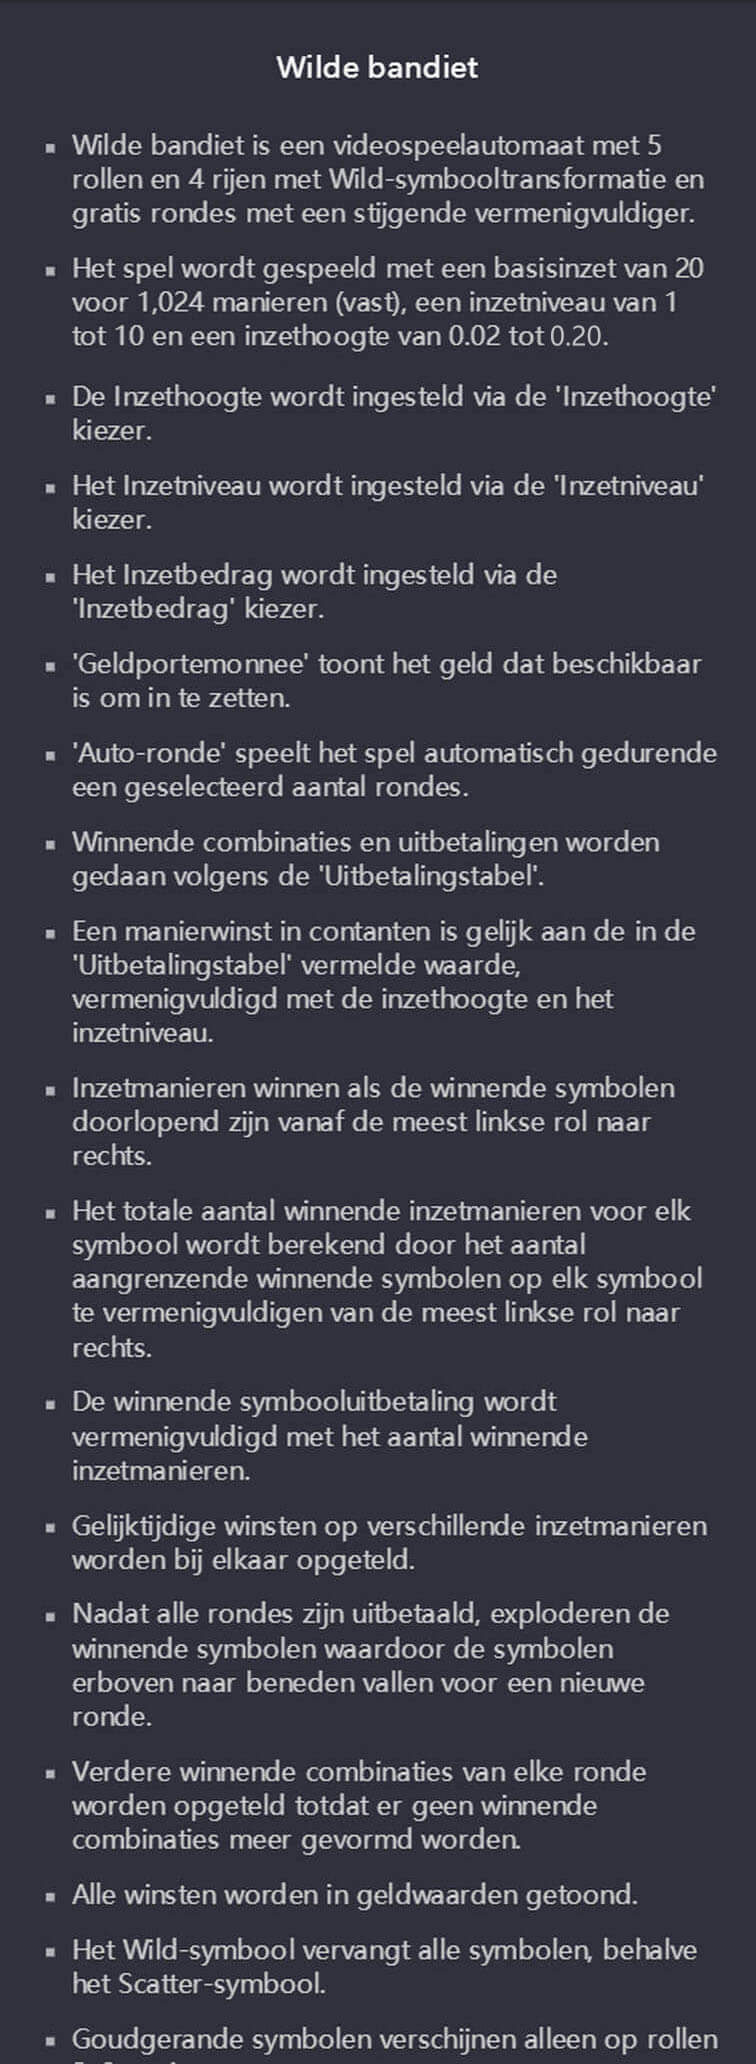 Wilde bandiet
▪ Wilde bandiet is een videospeelautomaat met 5
rollen en 4 rijen met Wild-symbooltransformatie en
gratis rondes met een stijgende vermenigvuldiger.
▪ Het spel wordt gespeeld met een basisinzet van 20
voor 1,024 manieren (vast), een inzetniveau van 1
tot 10 en een inzethoogte van 0.02 tot 0.20.
▪ De Inzethoogte wordt ingesteld via de 'Inzethoogte'
kiezer.
▪ Het Inzetniveau wordt ingesteld via de 'Inzetniveau'
kiezer.
▪ Het Inzetbedrag wordt ingesteld via de
'Inzetbedrag' kiezer.
▪ 'Geldportemonnee' toont het geld dat beschikbaar
is om in te zetten.
▪ 'Auto-ronde' speelt het spel automatisch gedurende
een geselecteerd aantal rondes.
▪ Winnende combinaties en uitbetalingen worden
gedaan volgens de 'Uitbetalingstabel'.
▪ Een manierwinst in contanten is gelijk aan de in de
'Uitbetalingstabel' vermelde waarde,
vermenigvuldigd met de inzethoogte en het
inzetniveau.
▪ Inzetmanieren winnen als de winnende symbolen
doorlopend zijn vanaf de meest linkse rol naar
rechts.
▪ Het totale aantal winnende inzetmanieren voor elk
symbool wordt berekend door het aantal
aangrenzende winnende symbolen op elk symbool
te vermenigvuldigen van de meest linkse rol naar
rechts.
▪ De winnende symbooluitbetaling wordt
vermenigvuldigd met het aantal winnende
inzetmanieren.
▪ Gelijktijdige winsten op verschillende inzetmanieren
worden bij elkaar opgeteld.
▪ Nadat alle rondes zijn uitbetaald, exploderen de
winnende symbolen waardoor de symbolen
erboven naar beneden vallen voor een nieuwe
ronde.
▪ Verdere winnende combinaties van elke ronde
worden opgeteld totdat er geen winnende
combinaties meer gevormd worden.
▪ Alle winsten worden in geldwaarden getoond.
▪ Het Wild-symbool vervangt alle symbolen, behalve
het Scatter-symbool.
▪ Goudgerande symbolen verschijnen alleen op rollen